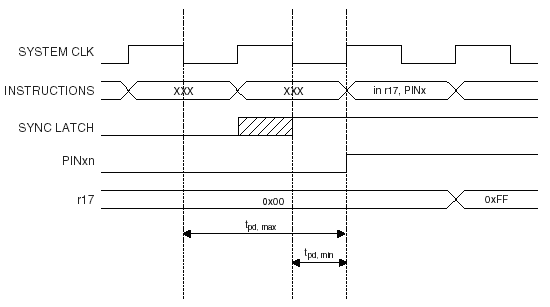 SYSTEM CLK
INSTRUCTIONS XXX XXX in r17, PINx
SYNC LATCH
PINxn
r17 0x00 0xFF
tpd, max
tpd, min